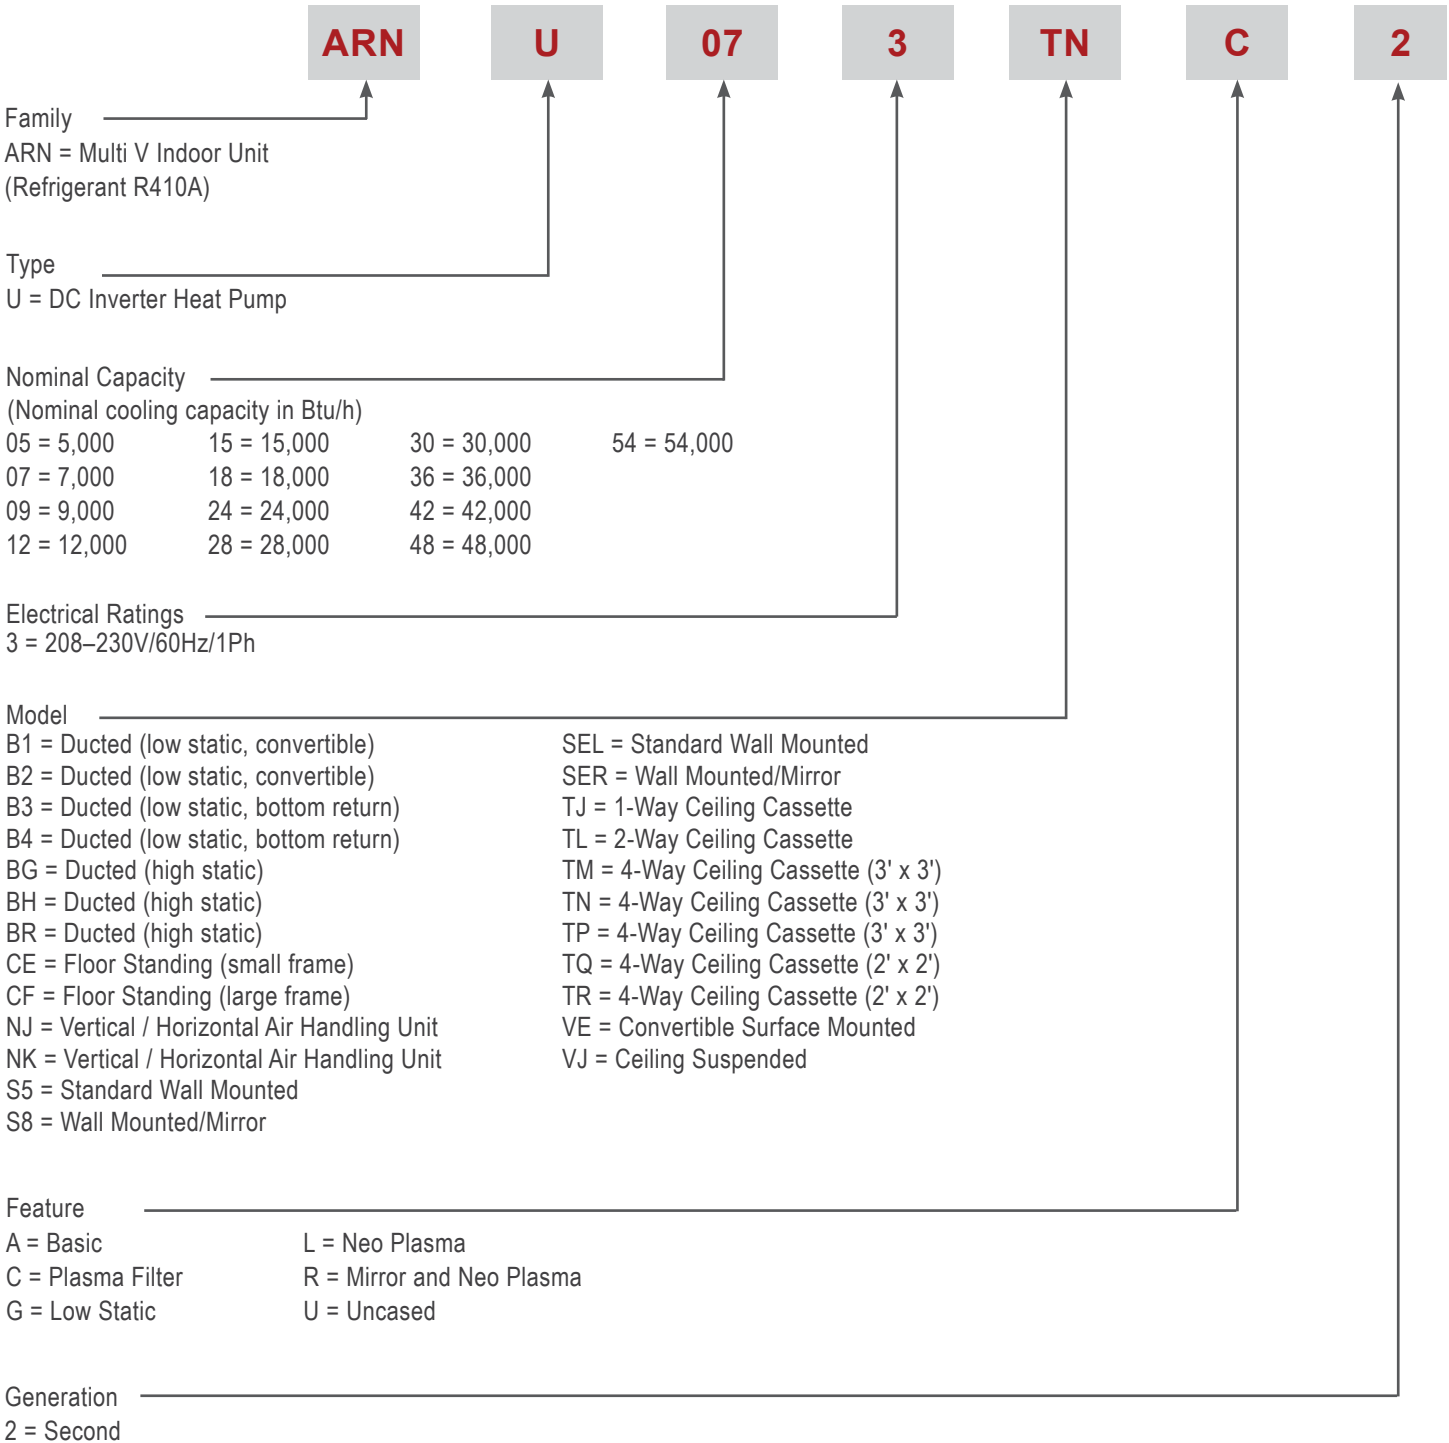 ARN U 07 3 TN C 2
Family
ARN = Multi V Indoor Unit
(Refrigerant R410A)
Type
U = DC Inverter Heat Pump
Nominal Capacity
(Nominal cooling capacity in Btu/h)
05 = 5,000 15 = 15,000 30 = 30,000 54 = 54,000
07 = 7,000 18 = 18,000 36 = 36,000
09 = 9,000 24 = 24,000 42 = 42,000
12 = 12,000 28 = 28,000 48 = 48,000
Electrical Ratings
3 = 208–230V/60Hz/1Ph
Model
B1 = Ducted (low static, convertible)
B2 = Ducted (low static, convertible)
B3 = Ducted (low static, bottom return)
B4 = Ducted (low static, bottom return)
BG = Ducted (high static)
BH = Ducted (high static)
BR = Ducted (high static)
CE = Floor Standing (small frame)
CF = Floor Standing (large frame)
NJ = Vertical / Horizontal Air Handling Unit
NK = Vertical / Horizontal Air Handling Unit
S5 = Standard Wall Mounted
S8 = Wall Mounted/Mirror
SEL = Standard Wall Mounted
SER = Wall Mounted/Mirror
TJ = 1-Way Ceiling Cassette
TL = 2-Way Ceiling Cassette
TM = 4-Way Ceiling Cassette (3' x 3')
TN = 4-Way Ceiling Cassette (3' x 3')
TP = 4-Way Ceiling Cassette (3' x 3')
TQ = 4-Way Ceiling Cassette (2' x 2')
TR = 4-Way Ceiling Cassette (2' x 2')
VE = Convertible Surface Mounted
VJ = Ceiling Suspended
Feature
A = Basic L = Neo Plasma
C = Plasma Filter R = Mirror and Neo Plasma
G = Low Static U = Uncased
Generation
2 = Second